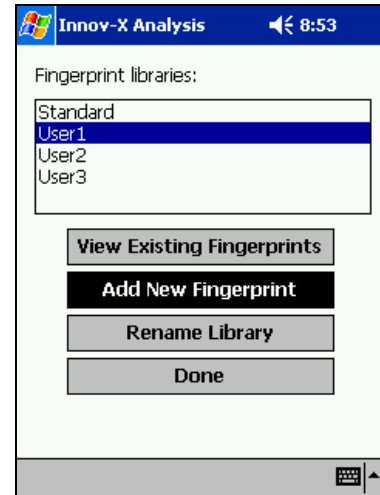 Innov-X Analysis 8:53
Fingerprint libraries:
Standard
User1
User2
User3
View Existing Fingerprints
Add New Fingerprint
Rename Library
Done